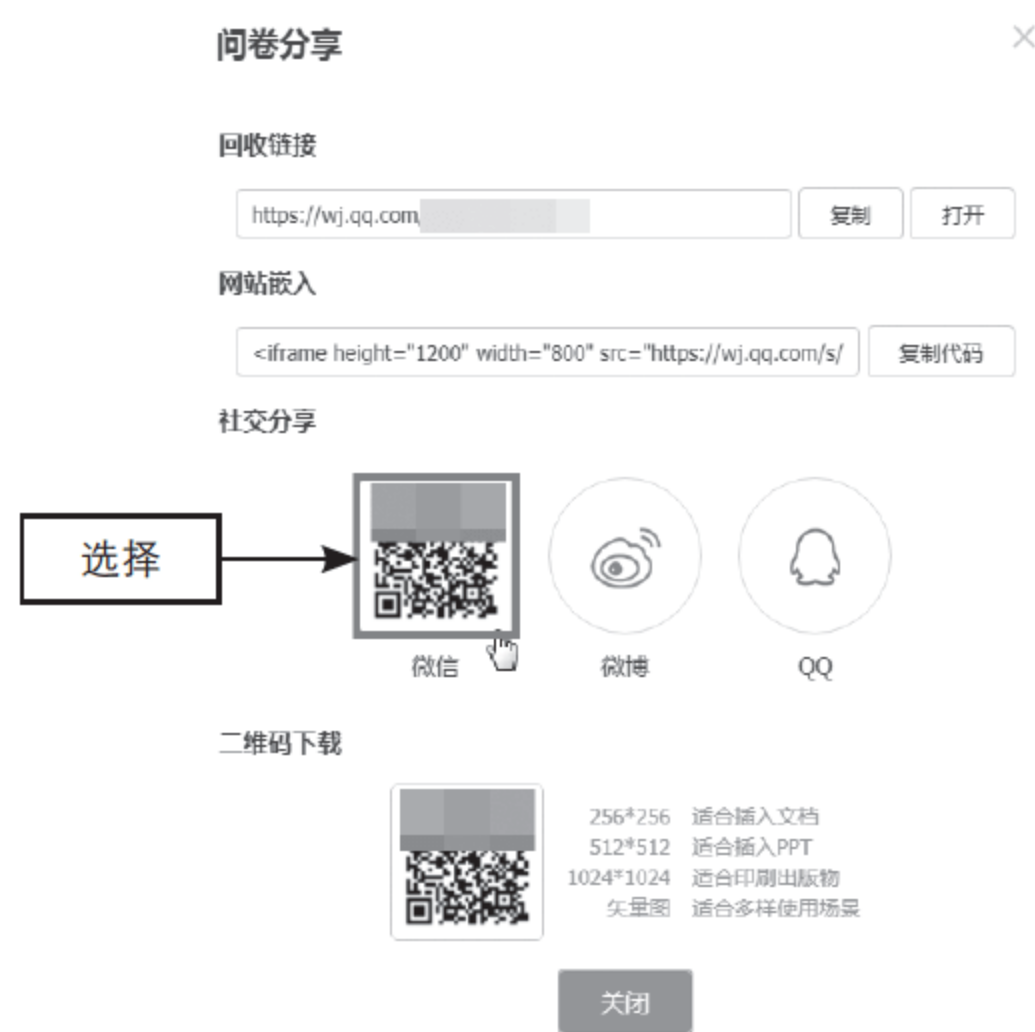 问卷分享
回收链接
https://wj.qq.com/
复制
打开
网站嵌入
<iframe height="1200" width="800" src="https://wj.qq.com/s/
复制代码
社交分享
选择
微信
微博
QQ
二维码下载
256*256 适合插入文档
512*512 适合插入PPT
1024*1024 适合印刷出版物
矢量图 适合多样使用场景
关闭